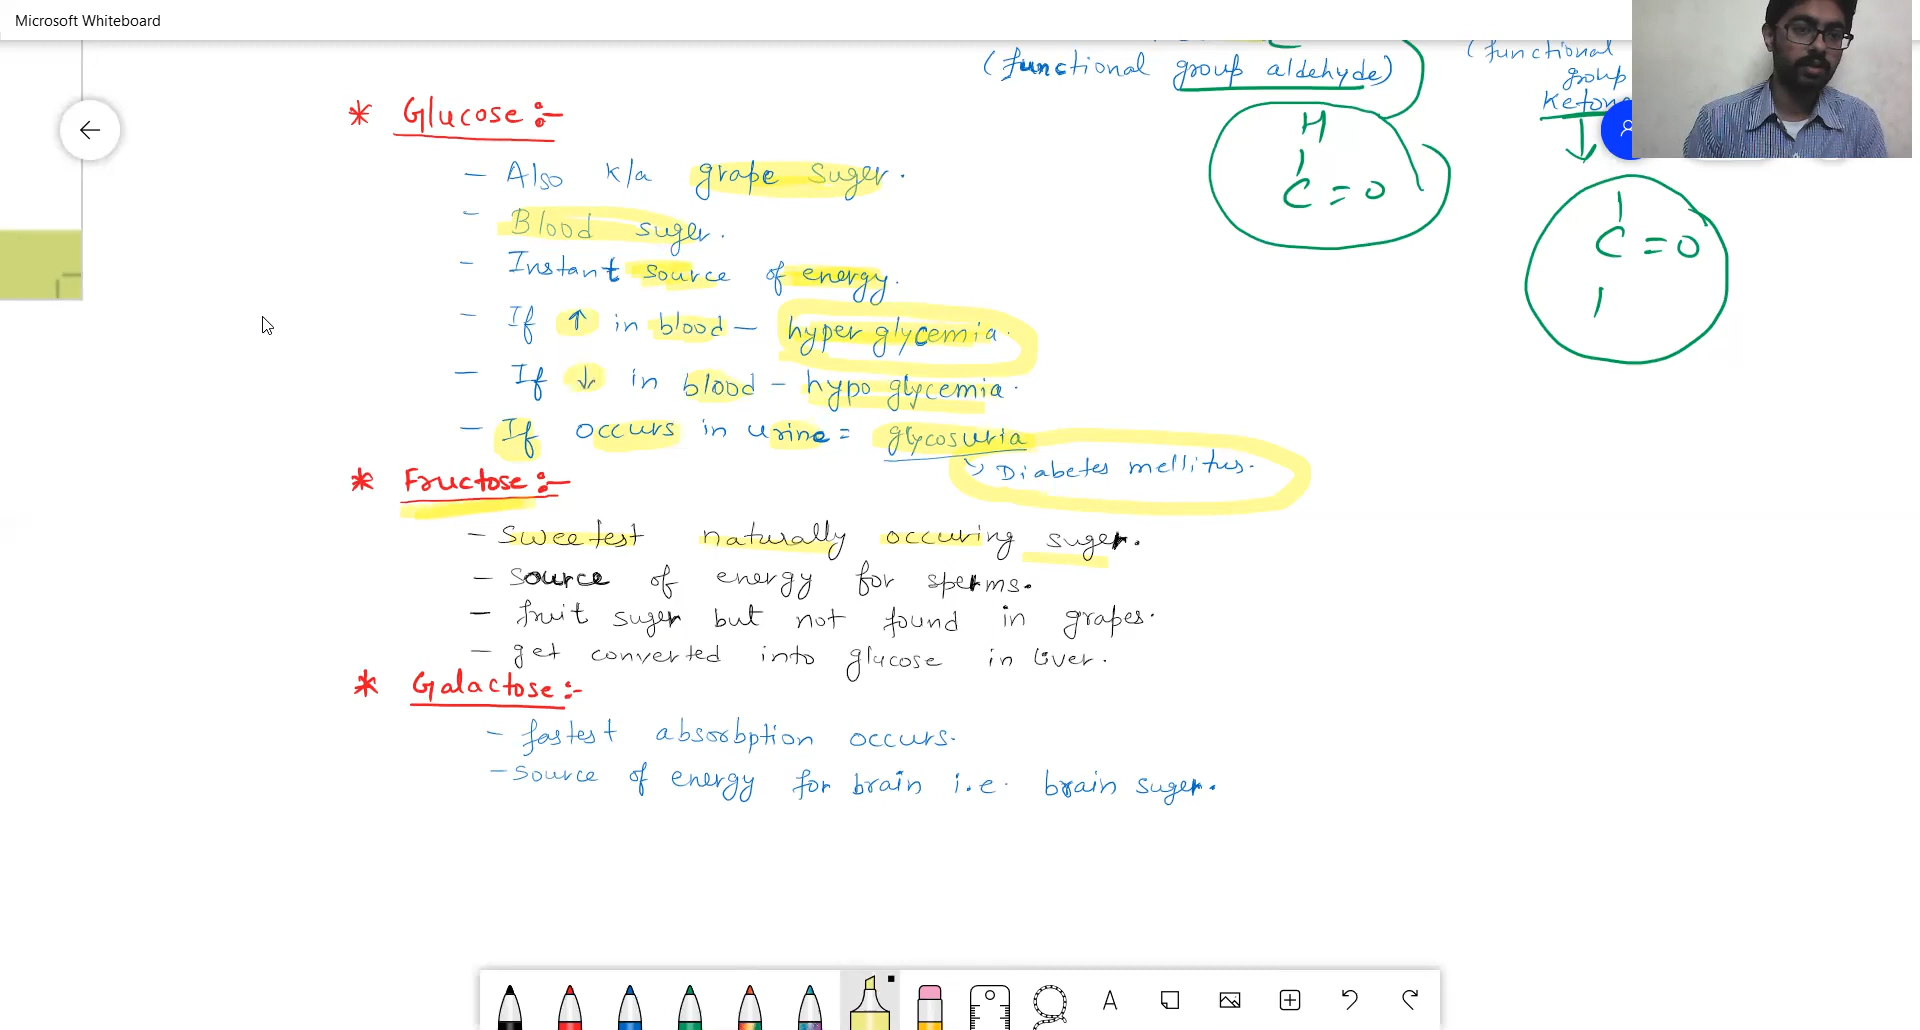 Microsoft Whiteboard
(functional group aldehyde)
(functional
group
Ketone
H
C = O
C = O
* Glucose :-
- Also k/a grape suger.
- Blood suger.
- Instant source of energy.
- If ↑ in blood - hyper glycemia.
- If ↓ in blood - hypo glycemia.
- If occurs in urine = glycosuria
↳ Diabetes mellitus.
* Fructose :-
- sweetest naturally occuring suger.
- source of energy for sperms.
- fruit suger but not found in grapes.
- get converted into glucose in liver.
* Galactose :-
- fastest absorbption occurs.
- source of energy for brain i.e. brain suger.